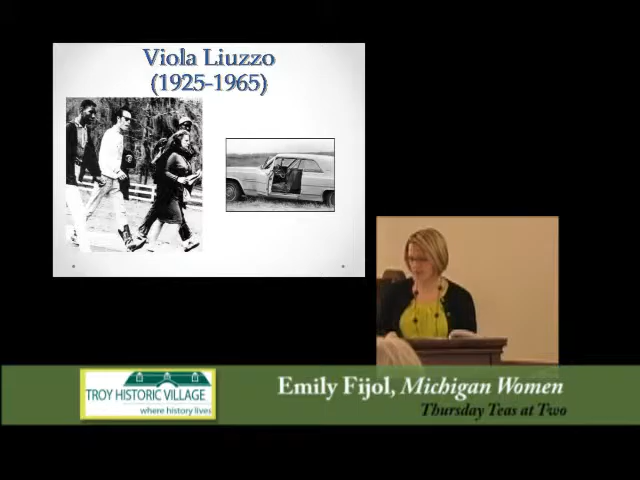 Viola Liuzzo
(1925-1965)
TROY HISTORIC VILLAGE
where history lives
Emily Fijol, Michigan Women
Thursday Teas at Two